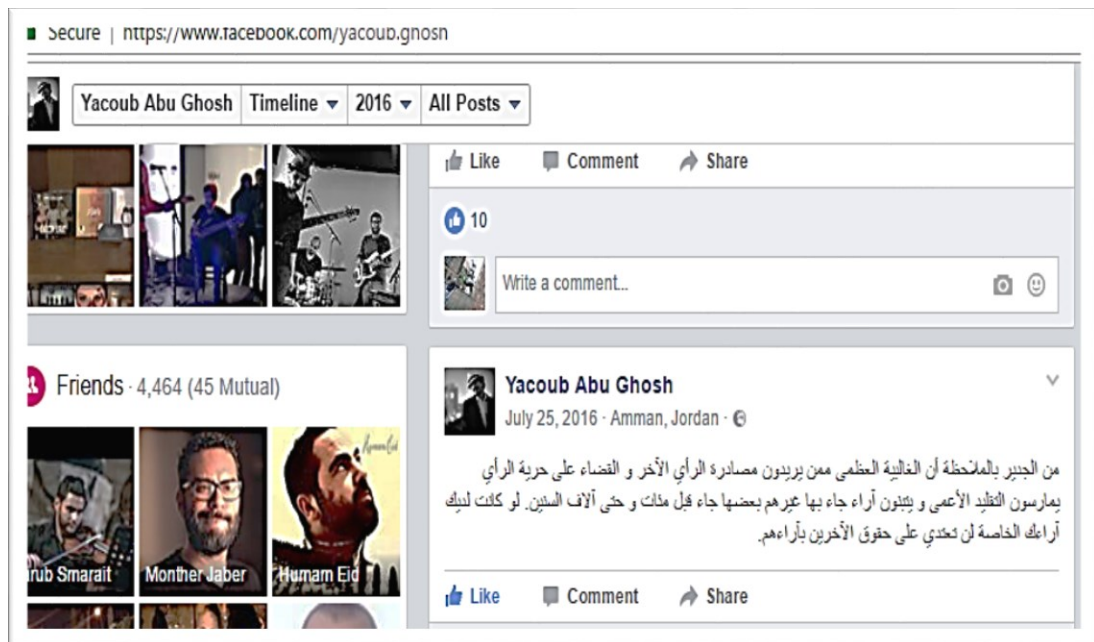 Secure | https://www.facebook.com/yacoub.ghosh
Yacoub Abu Ghosh Timeline 2016 All Posts
Like Comment Share
10
Write a comment...
Friends · 4,464 (45 Mutual)
Smarait
Monther Jaber
Humam Eid
Yacoub Abu Ghosh
July 25, 2016 · Amman, Jordan ·
من الجدير بالملاحظة أن الغالبية العظمى ممن يريدون مصادرة الرأي الآخر و القضاء على حرية الرأي
يمارسون التقليد الأعمى و يتبنون آراء جاء بها غيرهم بعضها جاء قبل مئات و حتى آلاف السنين. لو كانت لديك
آراءك الخاصة لن تعتدي على حقوق الآخرين بآراءهم.
Like Comment Share